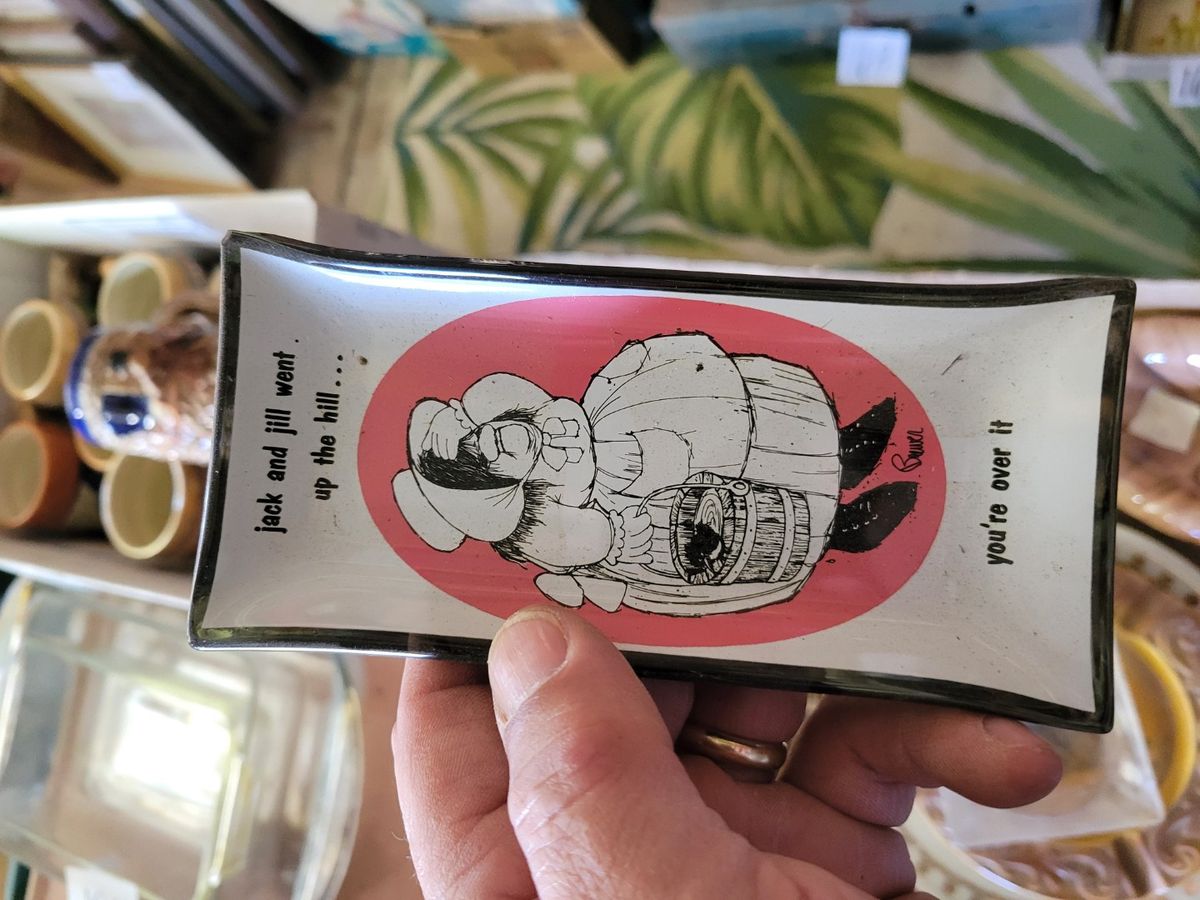 jack and jill went .
up the hill....
you're over it